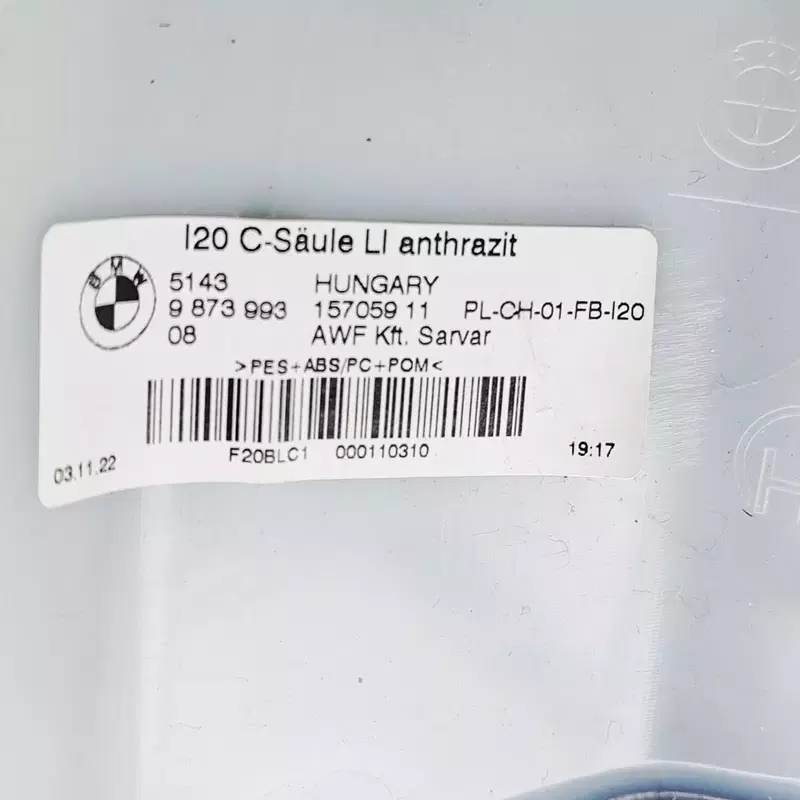 I20 C-Säule LI anthrazit
BMW
5143 HUNGARY
9 873 993 157059 11 PL-CH-01-FB-I20
08 AWF Kft. Sarvar
>PES+ABS/PC+POM<
03.11.22 F20BLC1 000110310 19:17